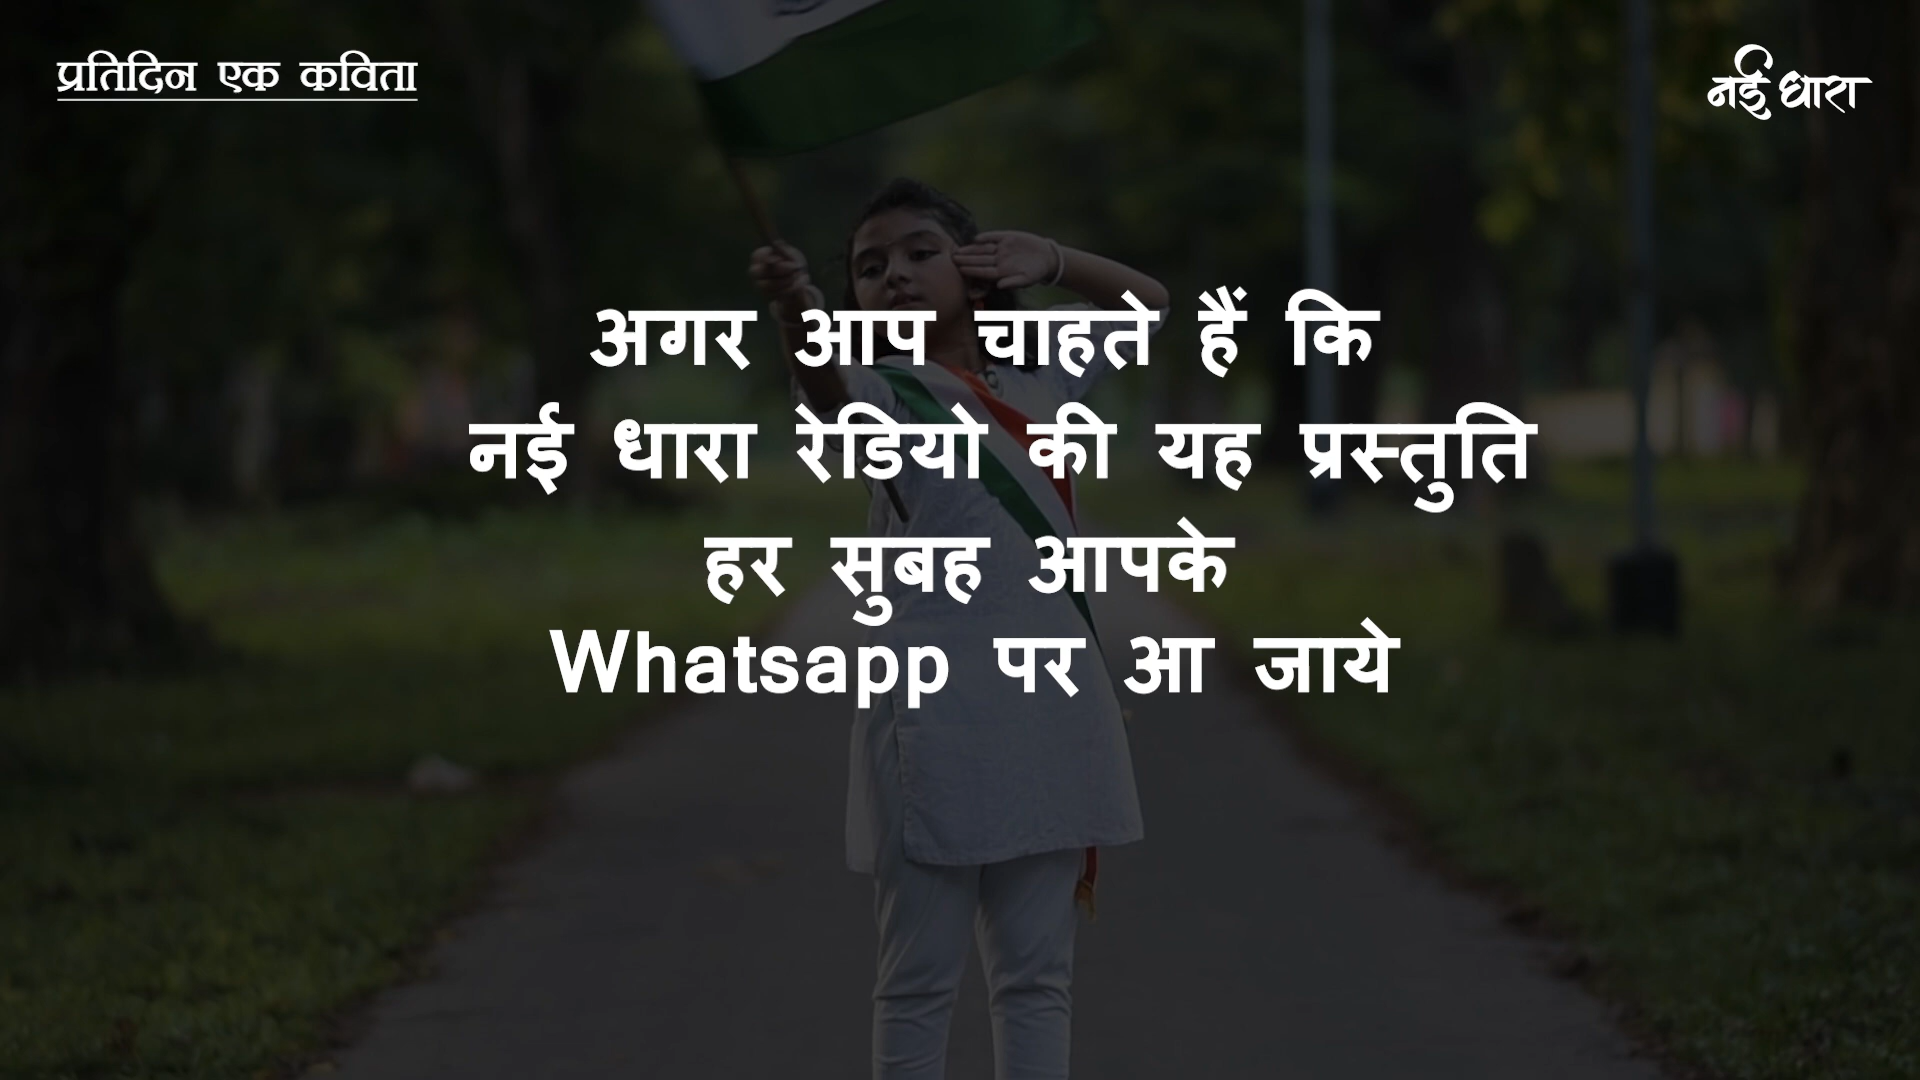 प्रतिदिन एक कविता
नई धारा
अगर आप चाहते हैं कि
नई धारा रेडियो की यह प्रस्तुति
हर सुबह आपके
Whatsapp पर आ जाये